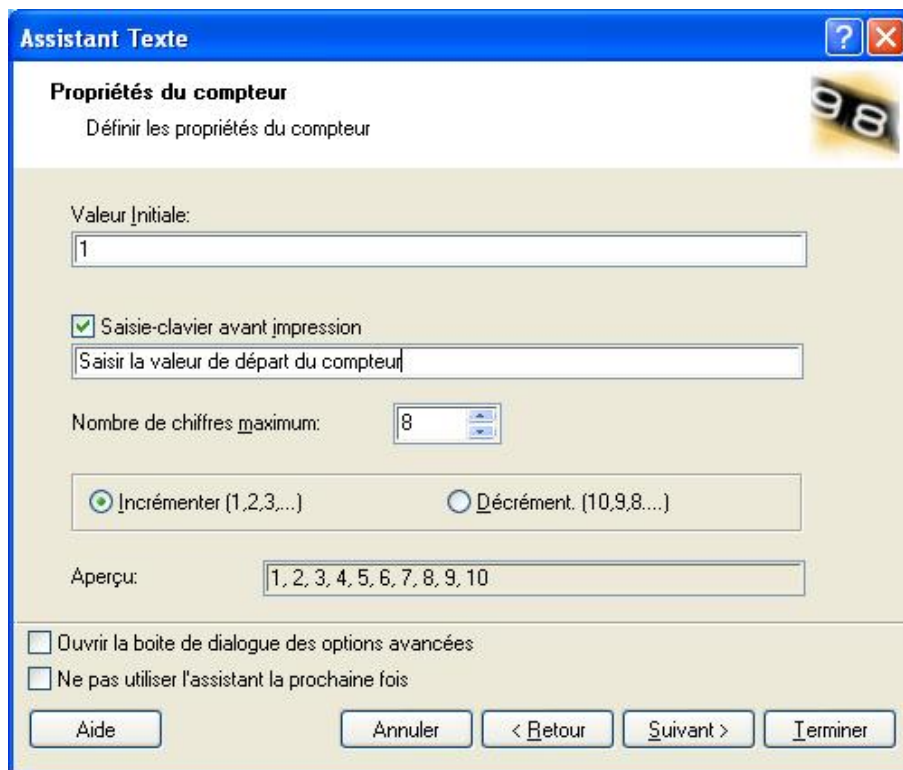 Assistant Texte
Propriétés du compteur
Définir les propriétés du compteur
98
Valeur Initiale:
1
Saisie-clavier avant impression
Saisir la valeur de départ du compteur
Nombre de chiffres maximum: 8
Incrémenter (1,2,3,...) Décrément. (10,9,8....)
Aperçu: 1, 2, 3, 4, 5, 6, 7, 8, 9, 10
Ouvrir la boite de dialogue des options avancées
Ne pas utiliser l'assistant la prochaine fois
Aide Annuler < Retour Suivant > Terminer